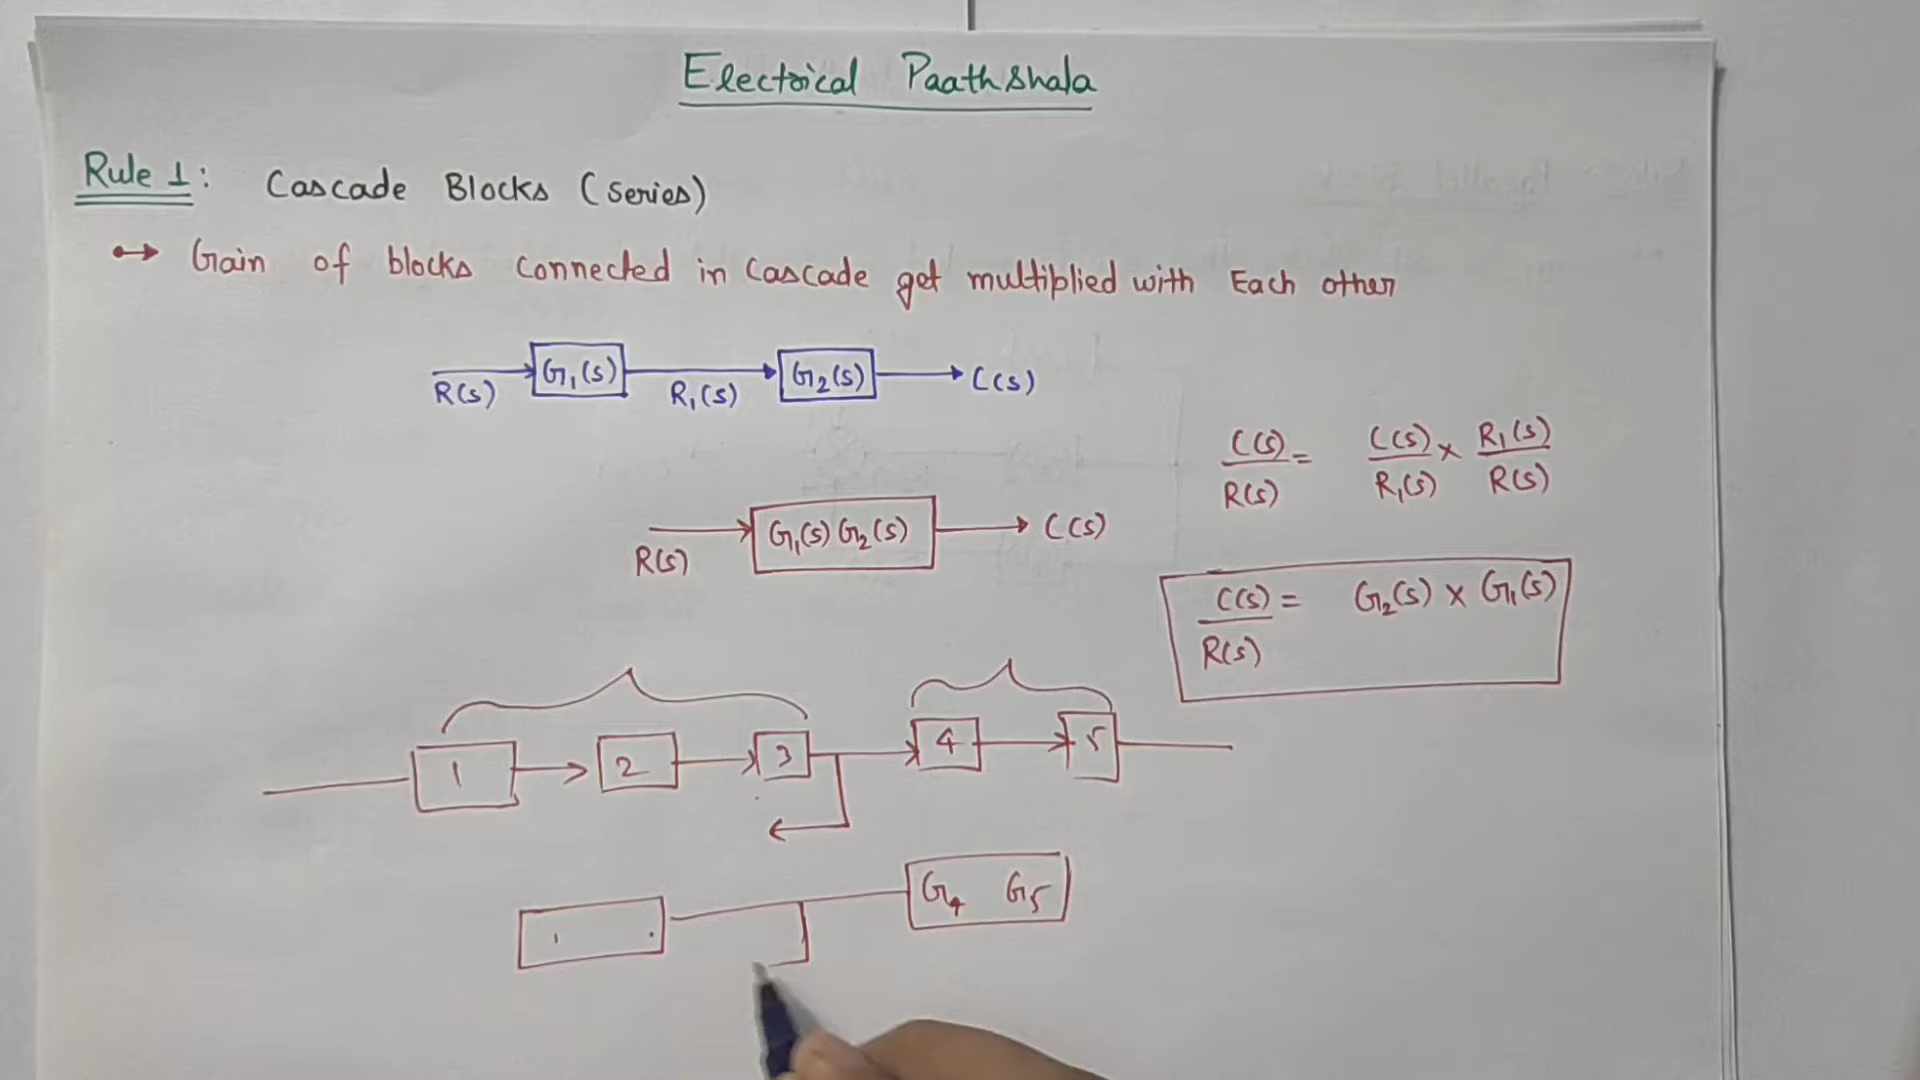 Electrical Paathshala
Rule 1: Cascade Blocks (series)
Gain of blocks connected in cascade get multiplied with Each other
R(s) G₁(s) R₁(s) G₂(s) C(s)
C(s)/R(s) = C(s)/R₁(s) × R₁(s)/R(s)
R(s) G₁(s) G₂(s) C(s)
C(s)/R(s) = G₂(s) × G₁(s)
1 2 3 4 5
G₄ G₅